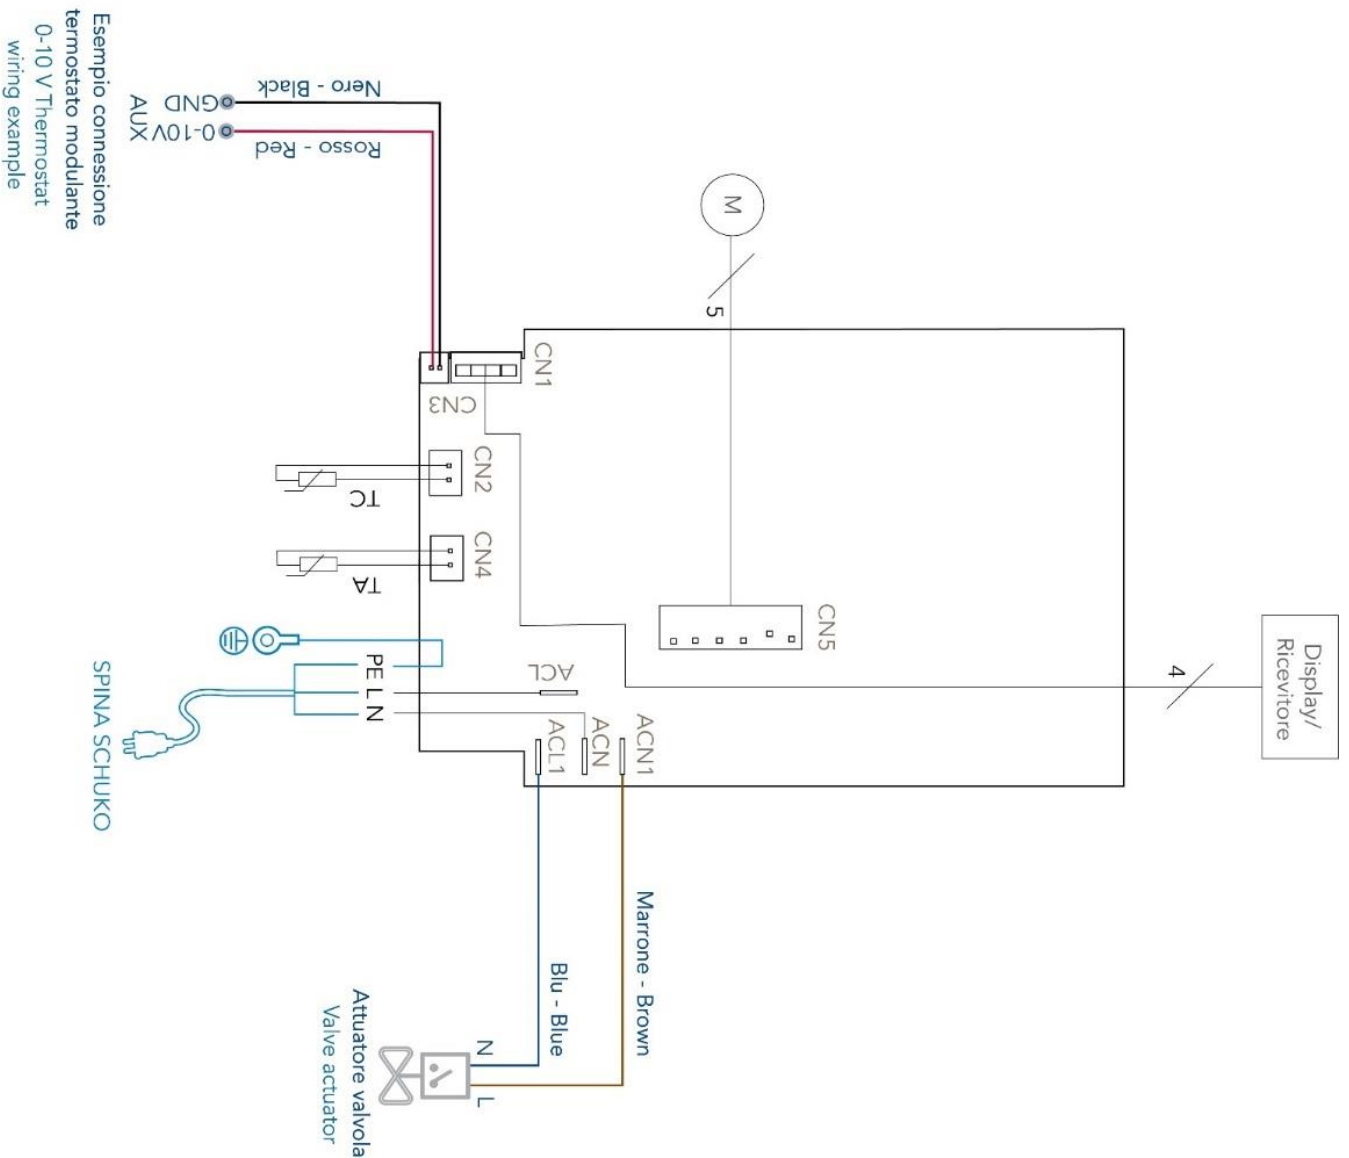 Esempio connessione
termostato modulante
0-10 V Thermostat
wiring example
AUX
GND
0-10V
Nero - Black
Rosso - Red
M
5
CN1
CN3
CN2
TC
CN4
TA
CN5
Display/
Ricevitore
4
PE
L
N
SPINA SCHUKO
ACL
ACL1
ACN
ACN1
Marrone - Brown
Blu - Blue
N
L
Attuatore valvola
Valve actuator